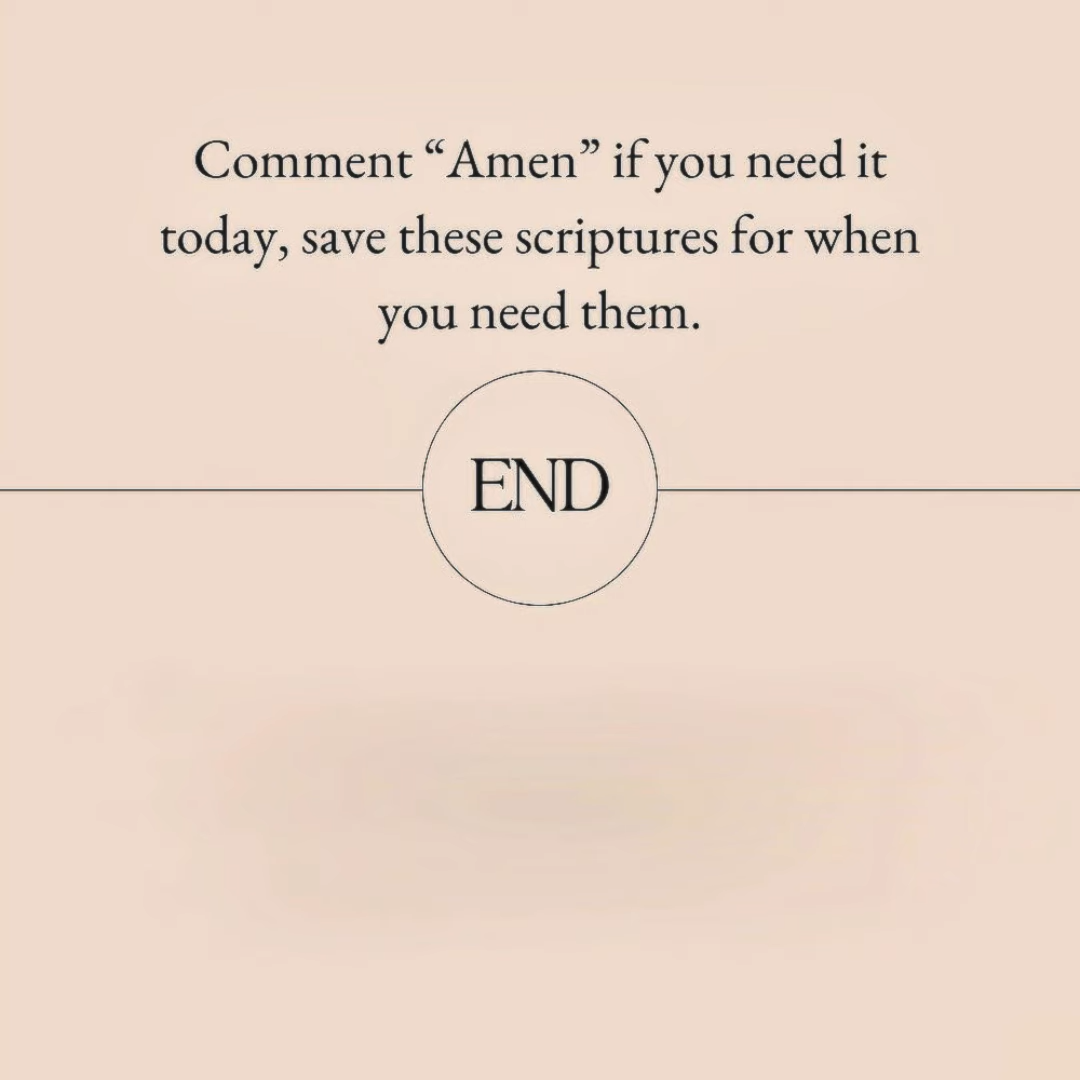 Comment “Amen” if you need it
today, save these scriptures for when
you need them.
END